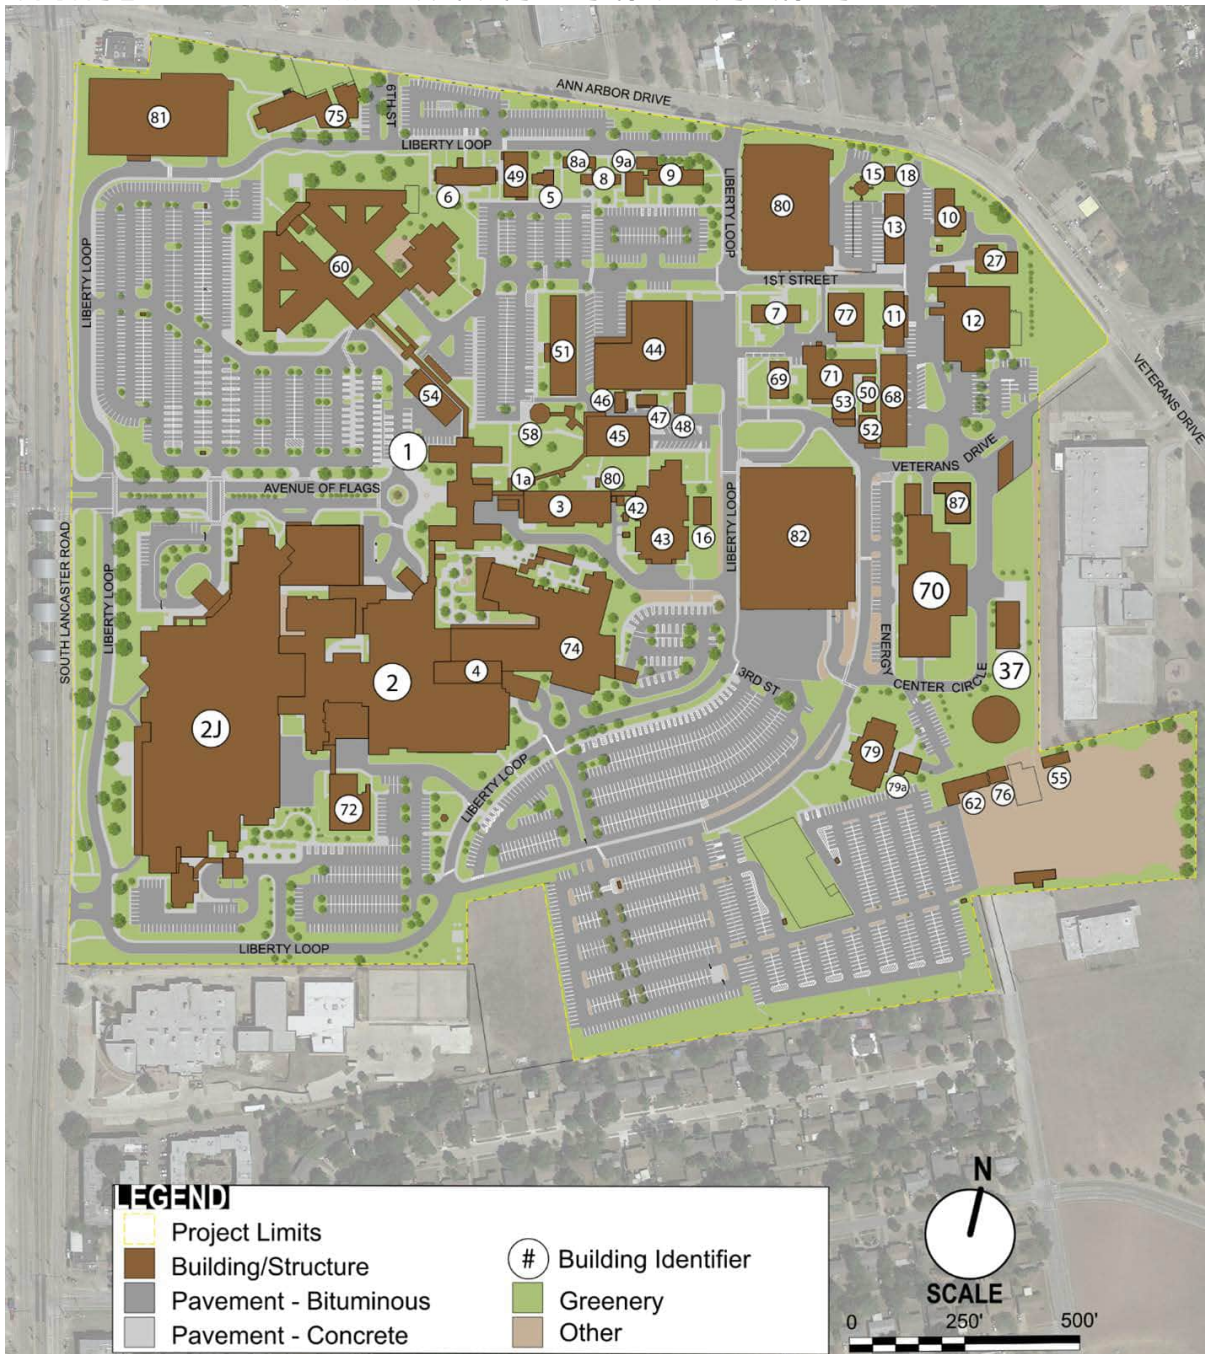 ANN ARBOR DRIVE
6TH ST
LIBERTY LOOP
81
75
8a
9a
49
8
9
6
5
15
18
80
13
10
LIBERTY LOOP
LIBERTY LOOP
60
27
1ST STREET
7
77
11
12
51
44
VETERANS DRIVE
69
71
50
68
54
46
53
47
48
52
58
45
1
VETERANS DRIVE
1a
80
AVENUE OF FLAGS
3
42
87
43
16
82
LIBERTY LOOP
SOUTH LANCASTER ROAD
LIBERTY LOOP
70
ENERGY
CENTER CIRCLE
37
74
4
2
3RD ST
2J
79
79a
55
76
62
LIBERTY LOOP
72
LIBERTY LOOP
LEGEND
Project Limits
Building/Structure
# Building Identifier
Pavement - Bituminous
Greenery
Pavement - Concrete
Other
N
SCALE
0 250' 500'